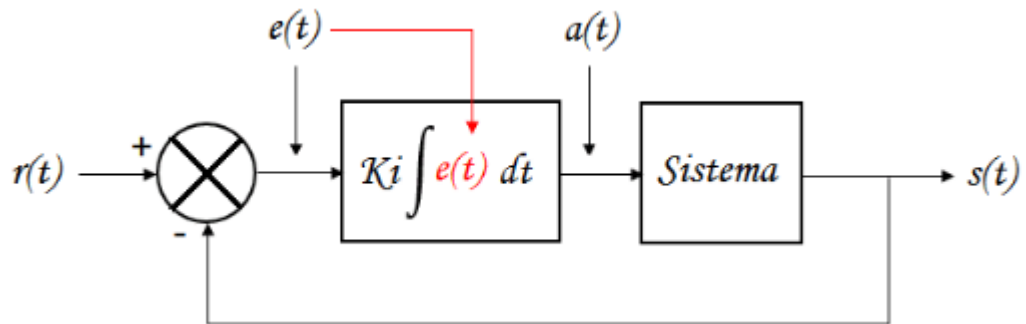 e(t)
a(t)
+
r(t)
Ki ∫ e(t) dt
Sistema
s(t)
-